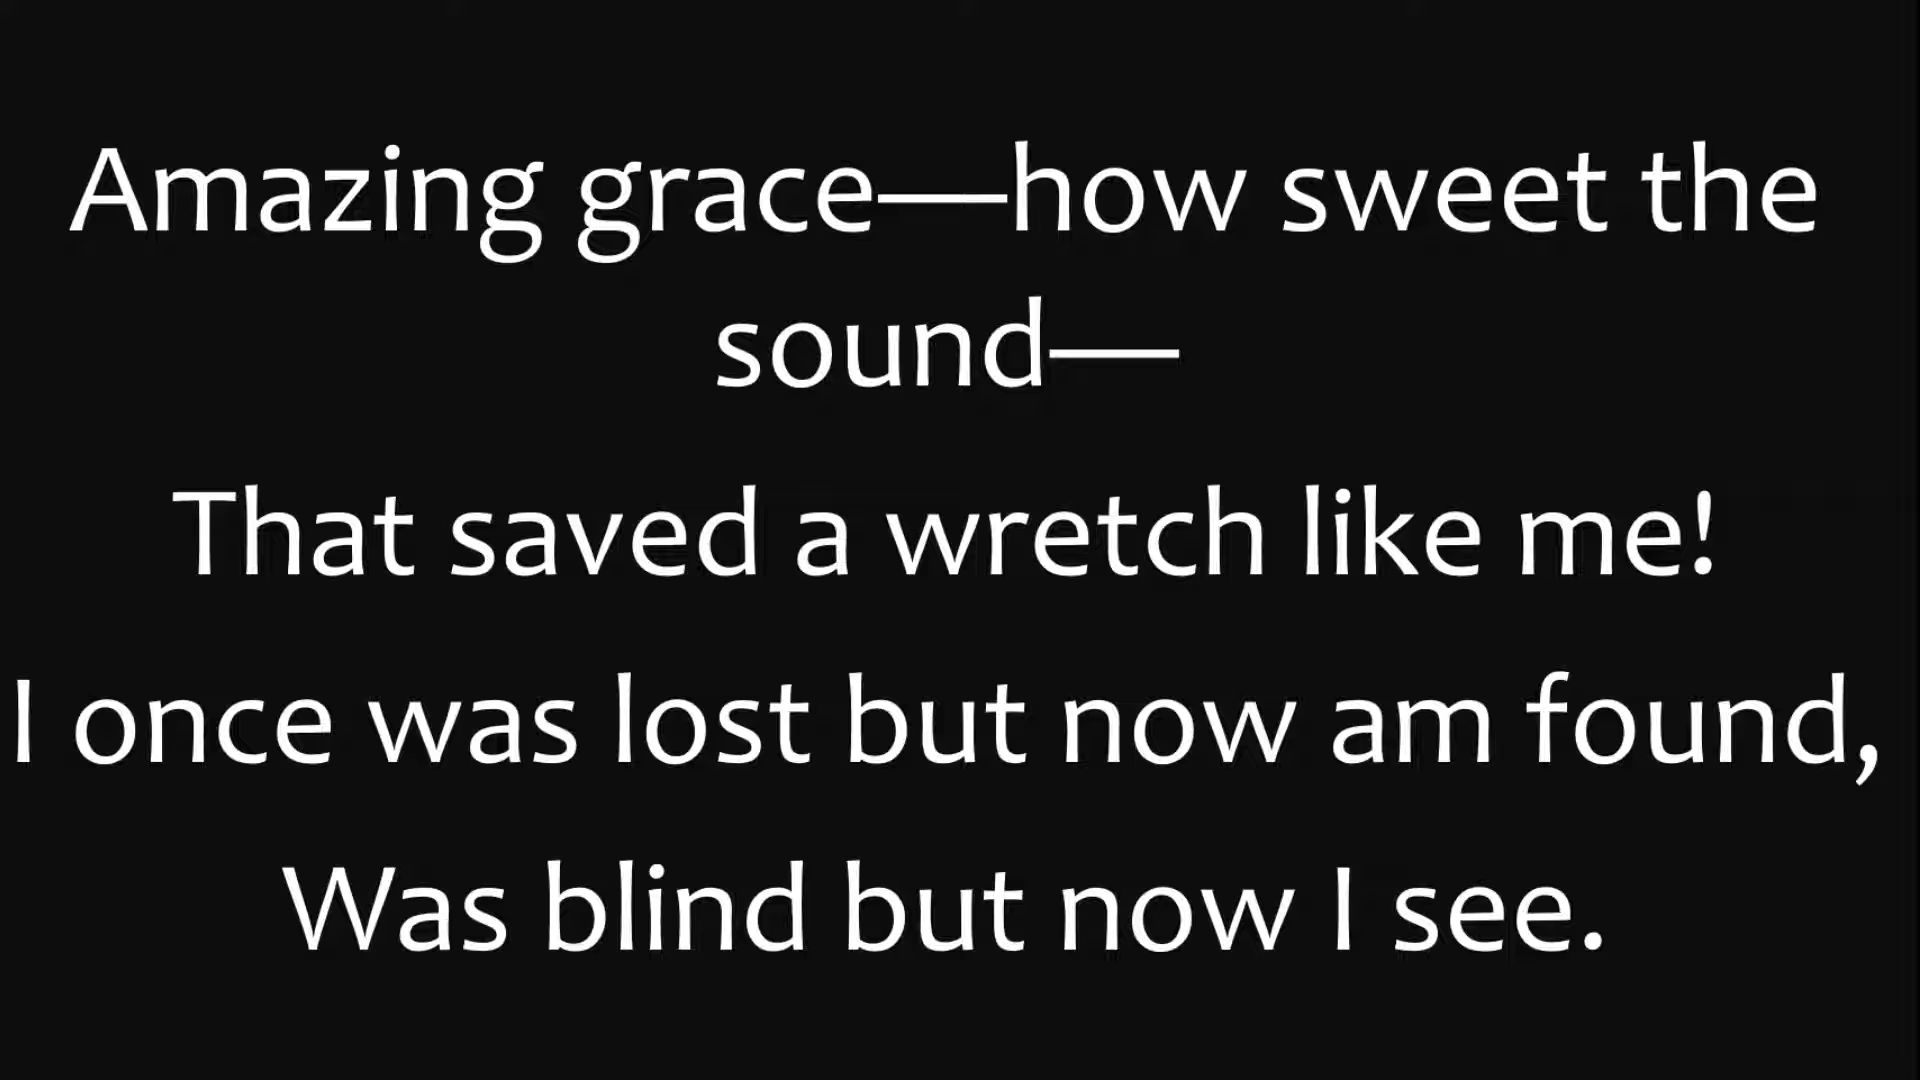 Amazing grace—how sweet the
sound—
That saved a wretch like me!
I once was lost but now am found,
Was blind but now I see.